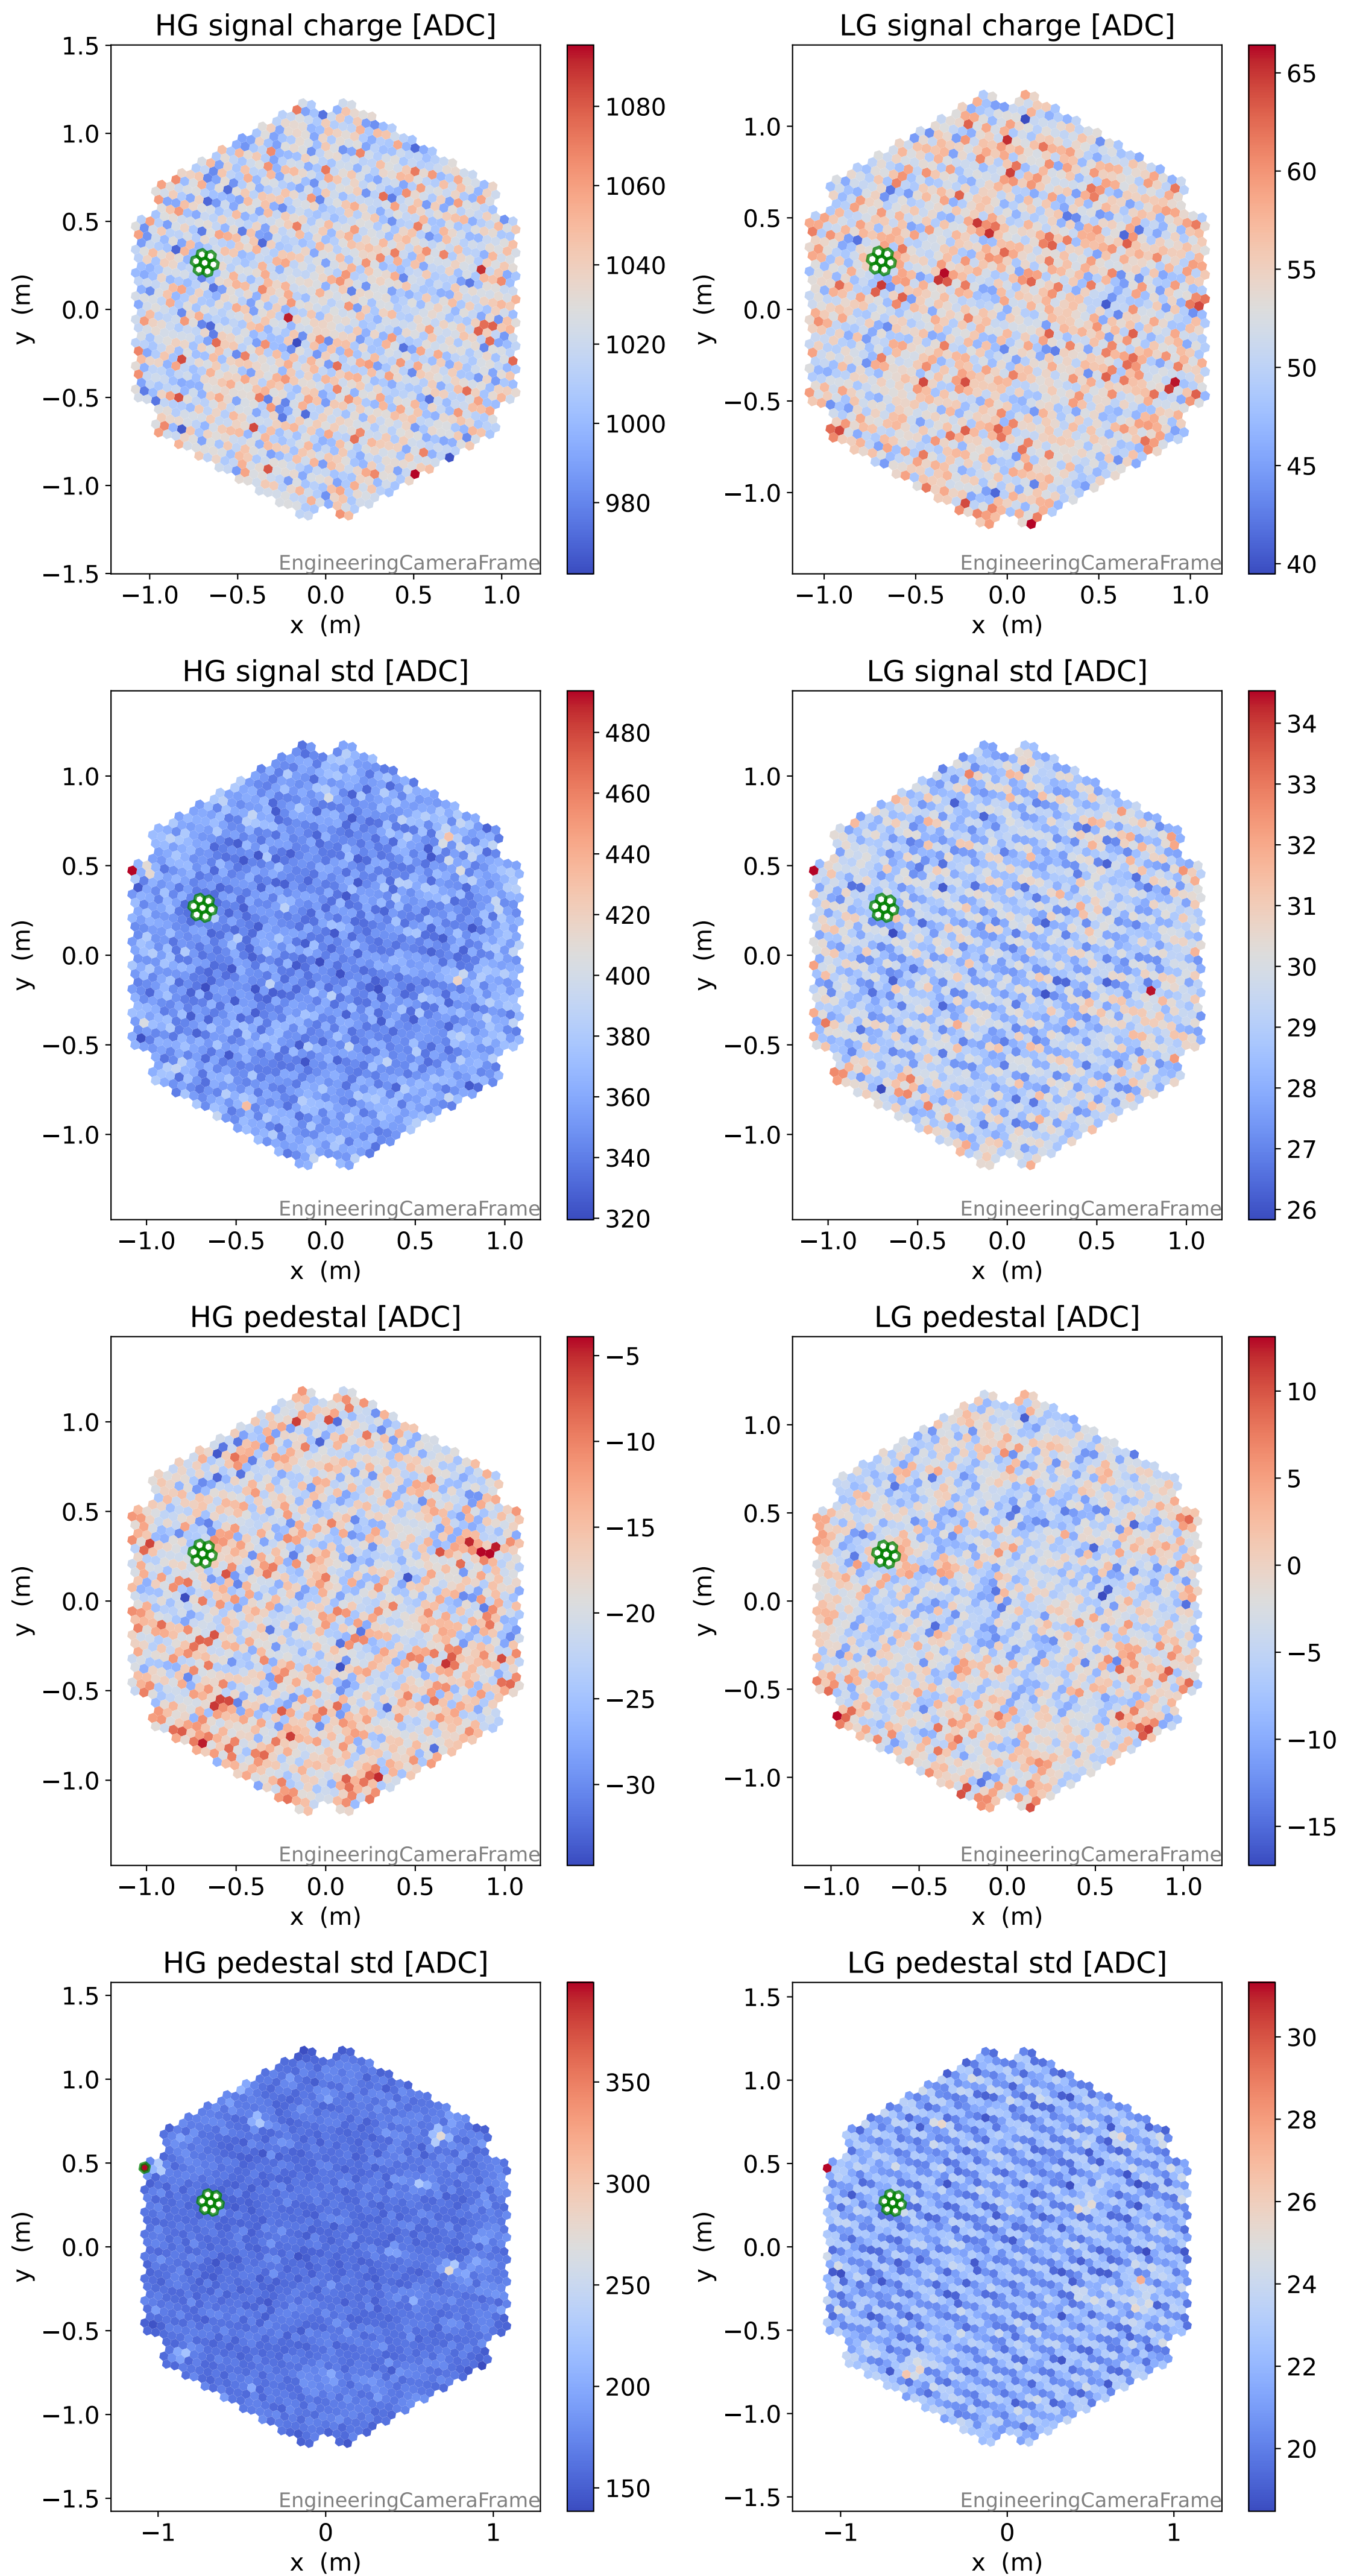 HG signal charge [ADC]
1.5
1.0
0.5
0.0
−0.5
−1.0
−1.5
y (m)
−1.0 −0.5 0.0 0.5 1.0
x (m)
EngineeringCameraFrame
1080
1060
1040
1020
1000
980
LG signal charge [ADC]
1.0
0.5
0.0
−0.5
−1.0
y (m)
−1.0 −0.5 0.0 0.5 1.0
x (m)
EngineeringCameraFrame
65
60
55
50
45
40
HG signal std [ADC]
1.0
0.5
0.0
−0.5
−1.0
y (m)
−1.0 −0.5 0.0 0.5 1.0
x (m)
EngineeringCameraFrame
480
460
440
420
400
380
360
340
320
LG signal std [ADC]
1.0
0.5
0.0
−0.5
−1.0
y (m)
−1.0 −0.5 0.0 0.5 1.0
x (m)
EngineeringCameraFrame
34
33
32
31
30
29
28
27
26
HG pedestal [ADC]
1.0
0.5
0.0
−0.5
−1.0
y (m)
−1.0 −0.5 0.0 0.5 1.0
x (m)
EngineeringCameraFrame
−5
−10
−15
−20
−25
−30
LG pedestal [ADC]
1.0
0.5
0.0
−0.5
−1.0
y (m)
−1.0 −0.5 0.0 0.5 1.0
x (m)
EngineeringCameraFrame
10
5
0
−5
−10
−15
HG pedestal std [ADC]
1.5
1.0
0.5
0.0
−0.5
−1.0
−1.5
y (m)
−1 0 1
x (m)
EngineeringCameraFrame
350
300
250
200
150
LG pedestal std [ADC]
1.5
1.0
0.5
0.0
−0.5
−1.0
−1.5
y (m)
−1 0 1
x (m)
EngineeringCameraFrame
30
28
26
24
22
20